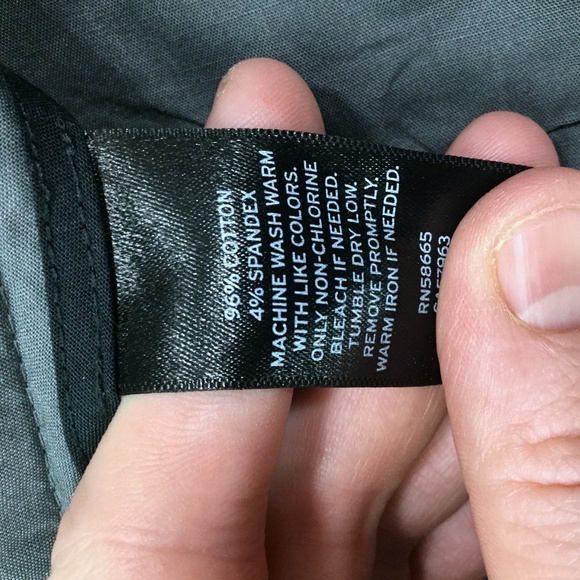 96% COTTON
4% SPANDEX
MACHINE WASH WARM
WITH LIKE COLORS.
ONLY NON-CHLORINE
BLEACH IF NEEDED.
TUMBLE DRY LOW.
REMOVE PROMPTLY.
WARM IRON IF NEEDED.
RN58665